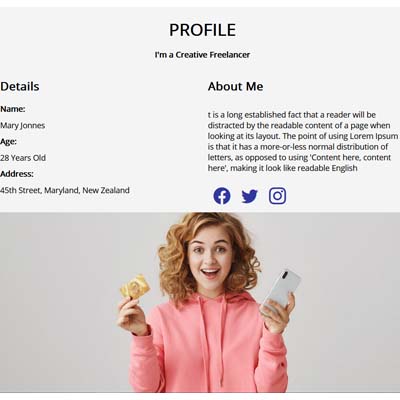 PROFILE
I'm a Creative Freelancer
Details
Name:
Mary Jonnes
Age:
28 Years Old
Address:
45th Street, Maryland, New Zealand
About Me
t is a long established fact that a reader will be
distracted by the readable content of a page when
looking at its layout. The point of using Lorem Ipsum
is that it has a more-or-less normal distribution of
letters, as opposed to using 'Content here, content
here', making it look like readable English